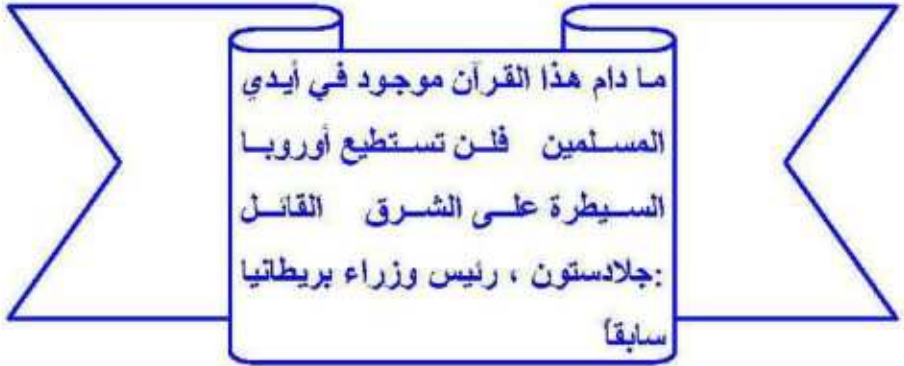 ما دام هذا القرآن موجود في أيدي
المسلمين فلن تستطيع أوروبا
السيطرة على الشرق القائل
:جلادستون ، رئيس وزراء بريطانيا
سابقاً